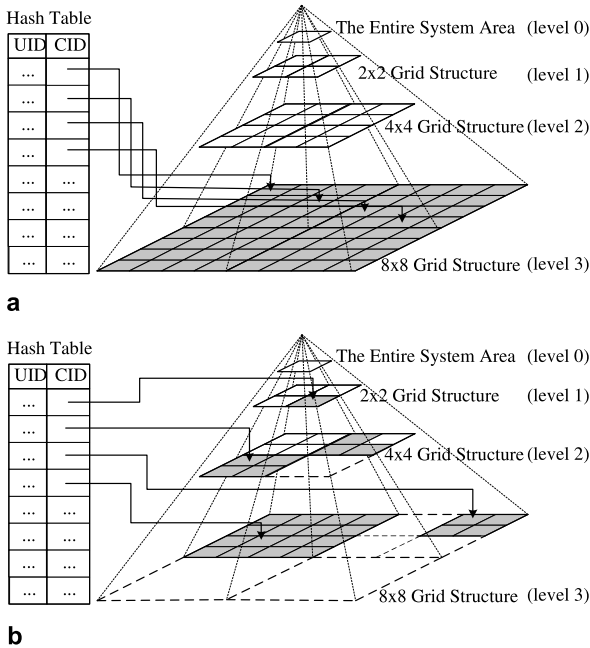 Hash Table
The Entire System Area (level 0)
UID CID
2x2 Grid Structure (level 1)
...
...
...
4x4 Grid Structure (level 2)
...
... ...
... ...
... ...
... ...
8x8 Grid Structure (level 3)
a
Hash Table
The Entire System Area (level 0)
UID CID
2x2 Grid Structure (level 1)
...
...
...
4x4 Grid Structure (level 2)
...
... ...
... ...
... ...
... ...
8x8 Grid Structure (level 3)
b